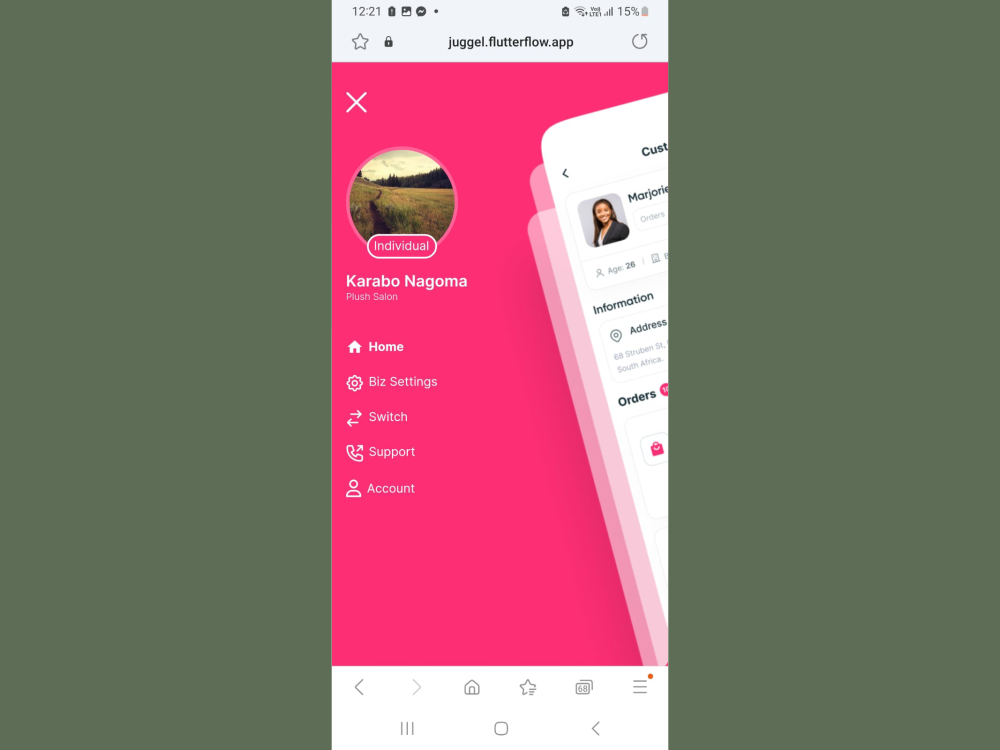 12:21
Vo))
LTE1
15%
juggel.flutterflow.app
Individual
Karabo Nagoma
Plush Salon
Home
Biz Settings
Switch
Support
Account
Cust
Marjorie
Orders
Age: 26
Information
Address
68 Struben St,
South Africa.
Orders
68